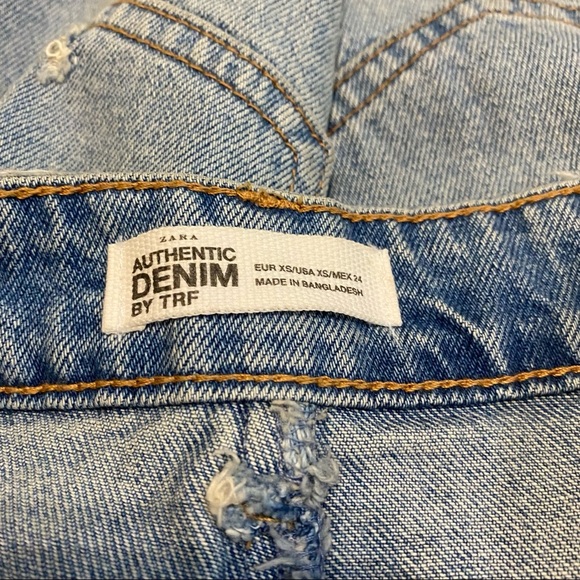 ZARA
AUTHENTIC
DENIM
BY TRF
EUR XS/USA XS/MEX 24
MADE IN BANGLADESH